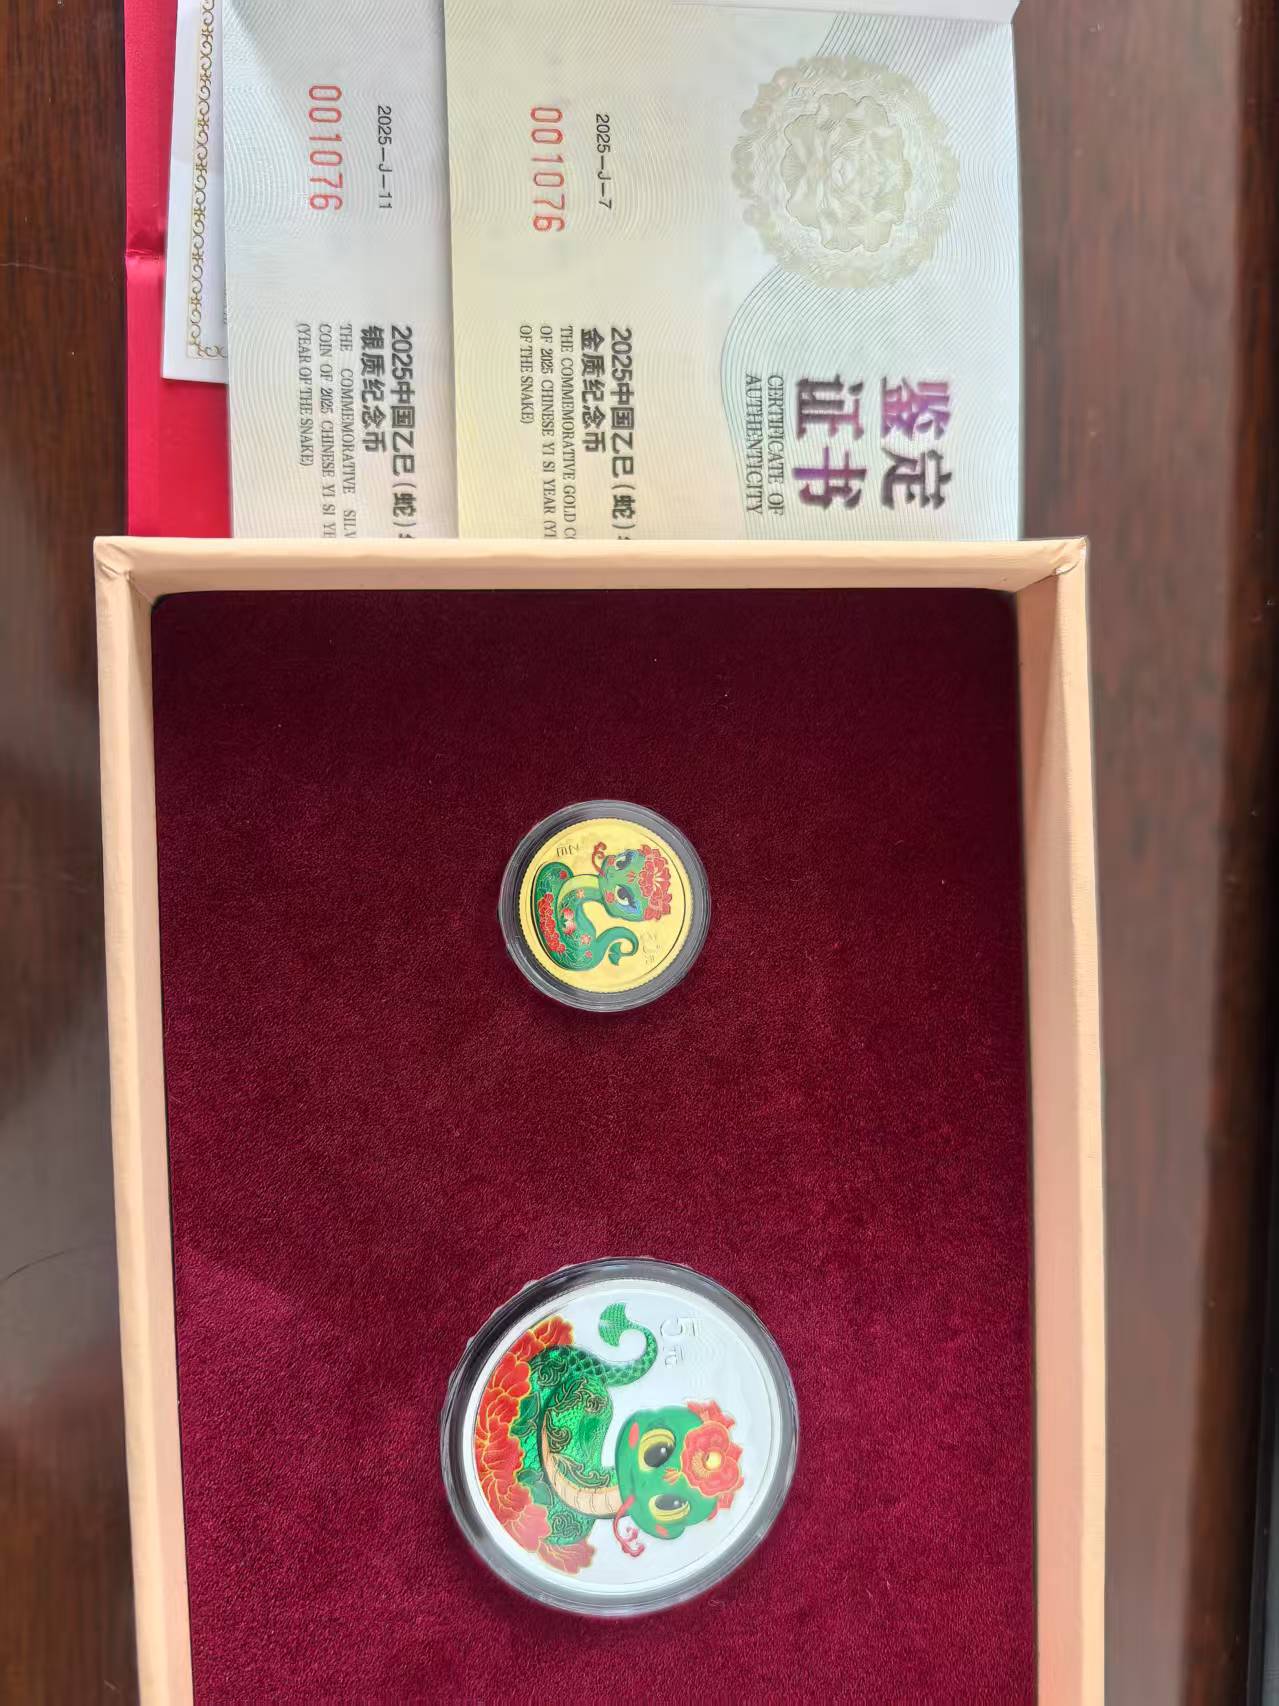 鉴定
证书
CERTIFICATE OF
AUTHENTICITY
2025—J—7
001076
2025中国乙巳（蛇）
金质纪念币
THE COMMEMORATIVE GOLD
OF 2025 CHINESE YI SI YEAR
OF THE SNAKE)
2025—J—11
001076
2025中国乙巳（蛇）
银质纪念币
THE COMMEMORATIVE
COIN OF 2025 CHINESE YI SI
(YEAR OF THE SNAKE)
5元